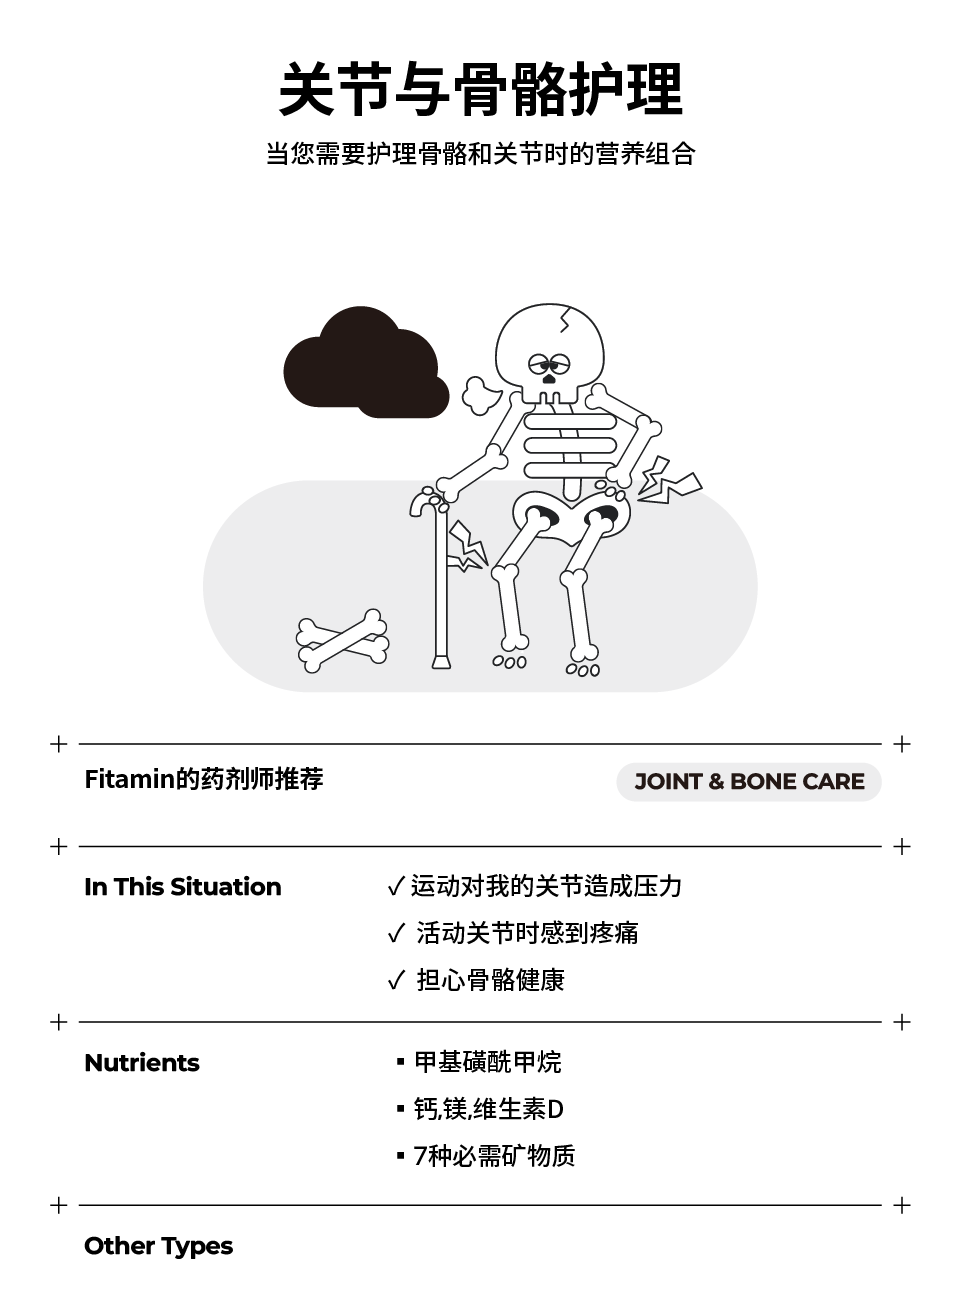 关节与骨骼护理
当您需要护理骨骼和关节时的营养组合
Fitamin的药剂师推荐
JOINT & BONE CARE
In This Situation
✓ 运动对我的关节造成压力
✓ 活动关节时感到疼痛
✓ 担心骨骼健康
Nutrients
▪ 甲基磺酰甲烷
▪ 钙,镁,维生素D
▪ 7种必需矿物质
Other Types